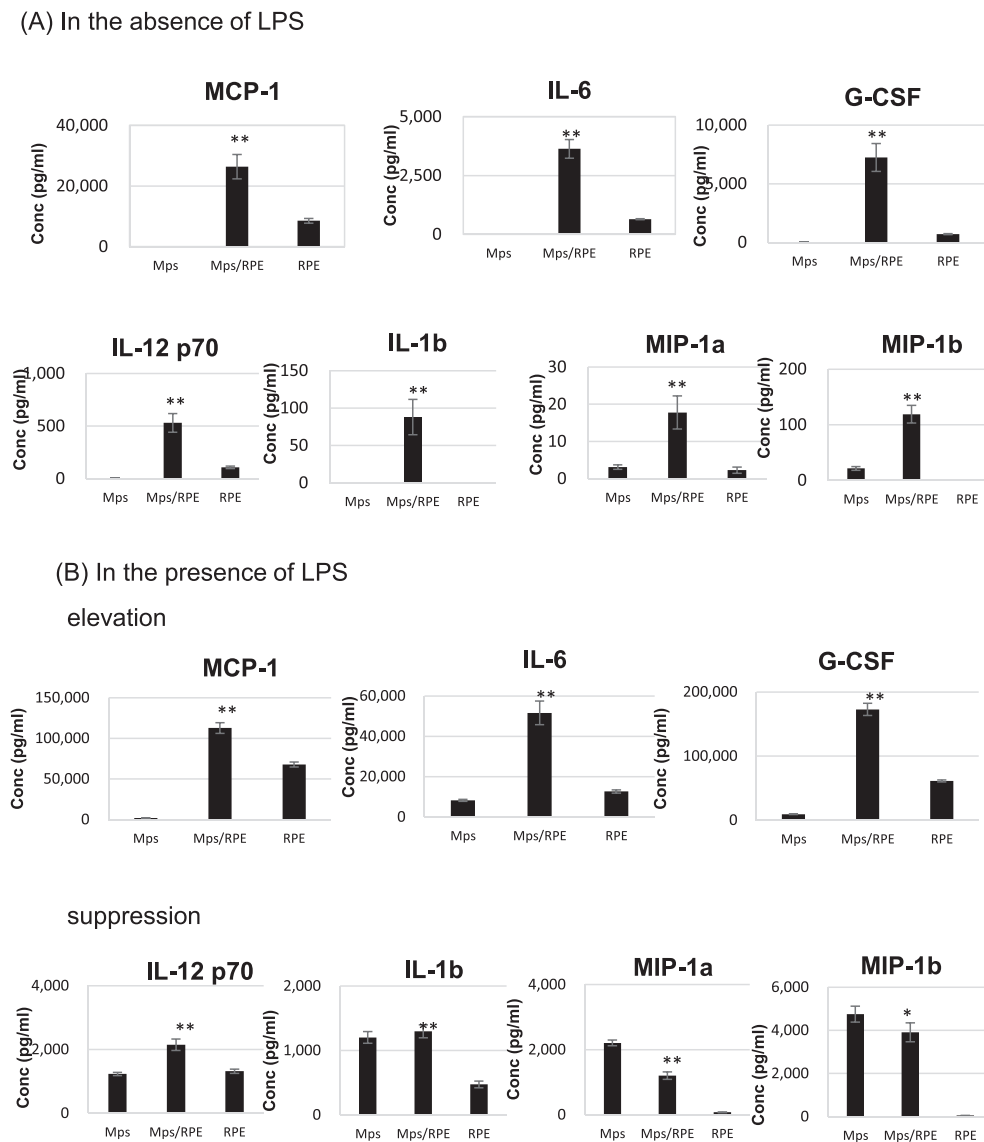 (A) In the absence of LPS
MCP-1
Conc (pg/ml)
40,000
20,000
0
**
Mps Mps/RPE RPE
IL-6
Conc (pg/ml)
5,000
2,500
0
**
Mps Mps/RPE RPE
G-CSF
Conc (pg/ml)
10,000
5,000
0
**
Mps Mps/RPE RPE
IL-12 p70
Conc (pg/ml)
1,000
500
0
**
Mps Mps/RPE RPE
IL-1b
Conc (pg/ml)
150
100
50
0
**
Mps Mps/RPE RPE
MIP-1a
Conc (pg/ml)
30
20
10
0
**
Mps Mps/RPE RPE
MIP-1b
Conc (pg/ml)
200
100
0
**
Mps Mps/RPE RPE
(B) In the presence of LPS
elevation
MCP-1
Conc (pg/ml)
150,000
100,000
50,000
0
**
Mps Mps/RPE RPE
IL-6
Conc (pg/ml)
60,000
40,000
20,000
0
**
Mps Mps/RPE RPE
G-CSF
Conc (pg/ml)
200,000
100,000
0
**
Mps Mps/RPE RPE
suppression
IL-12 p70
Conc (pg/ml)
4,000
2,000
0
**
Mps Mps/RPE RPE
IL-1b
Conc (pg/ml)
2,000
1,000
0
**
Mps Mps/RPE RPE
MIP-1a
Conc (pg/ml)
4,000
2,000
0
**
Mps Mps/RPE RPE
MIP-1b
Conc (pg/ml)
6,000
4,000
2,000
0
*
Mps Mps/RPE RPE